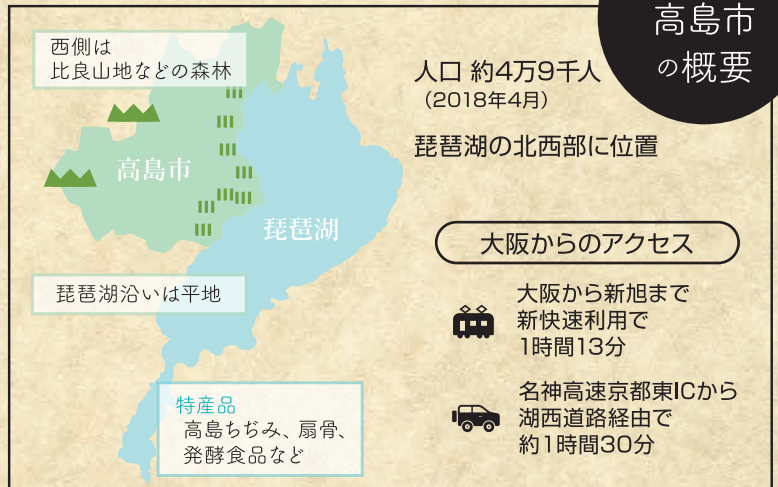 高島市
の概要
西側は
比良山地などの森林
人口 約4万9千人
（2018年4月）
琵琶湖の北西部に位置
高島市
琵琶湖
琵琶湖沿いは平地
特産品
高島ちぢみ、扇骨、
発酵食品など
大阪からのアクセス
大阪から新旭まで
新快速利用で
1時間13分
名神高速京都東ICから
湖西道路経由で
約1時間30分